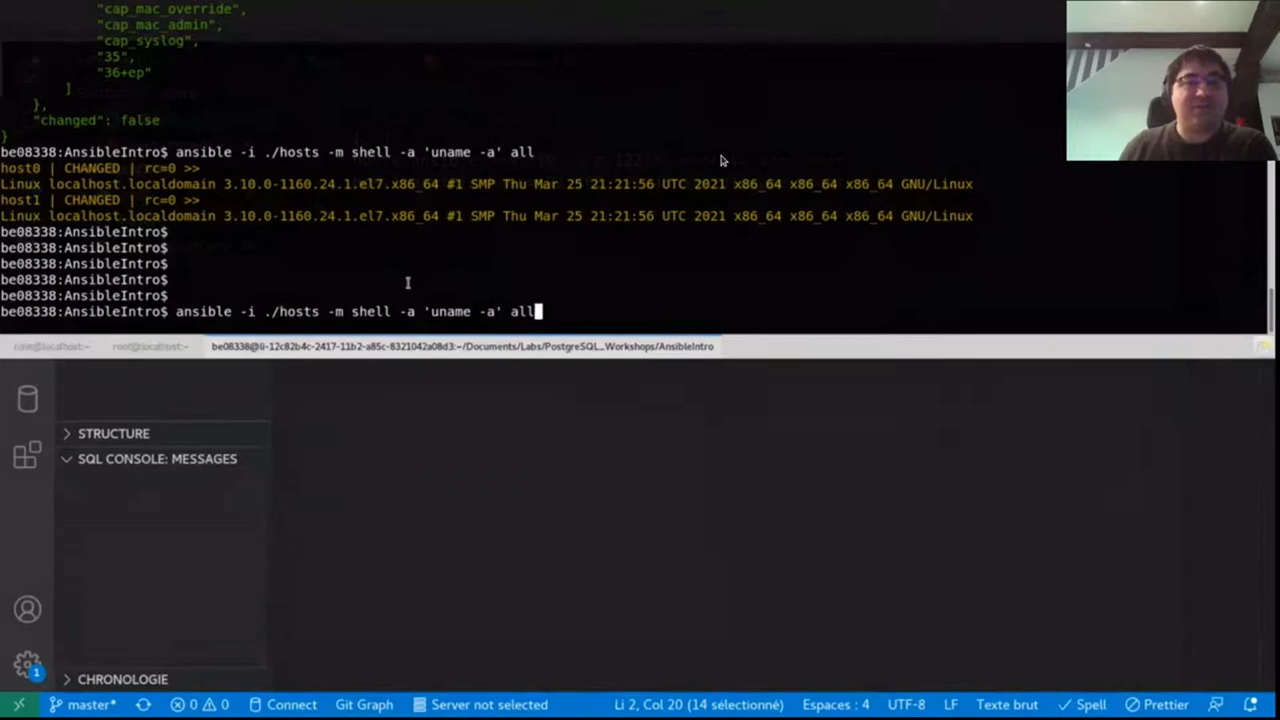 "cap_mac_override",
"cap_mac_admin",
"cap_syslog",
"35",
"36+ep"
]
},
"changed": false
}
be08338:AnsibleIntro$ ansible -i ./hosts -m shell -a 'uname -a' all
host0 | CHANGED | rc=0 >>
Linux localhost.localdomain 3.10.0-1160.24.1.el7.x86_64 #1 SMP Thu Mar 25 21:21:56 UTC 2021 x86_64 x86_64 x86_64 GNU/Linux
host1 | CHANGED | rc=0 >>
Linux localhost.localdomain 3.10.0-1160.24.1.el7.x86_64 #1 SMP Thu Mar 25 21:21:56 UTC 2021 x86_64 x86_64 x86_64 GNU/Linux
be08338:AnsibleIntro$
be08338:AnsibleIntro$
be08338:AnsibleIntro$
be08338:AnsibleIntro$
be08338:AnsibleIntro$
be08338:AnsibleIntro$ ansible -i ./hosts -m shell -a 'uname -a' all
root@localhost:~ root@localhost:~ be08338@li-12c82b4c-2417-11b2-a85c-8321042a08d3:~/Documents/Labs/PostgreSQL_Workshops/AnsibleIntro
STRUCTURE
SQL CONSOLE: MESSAGES
CHRONOLOGIE
1
master* 0 0 Connect Git Graph Server not selected Li 2, Col 20 (14 sélectionné) Espaces : 4 UTF-8 LF Texte brut Spell Prettier